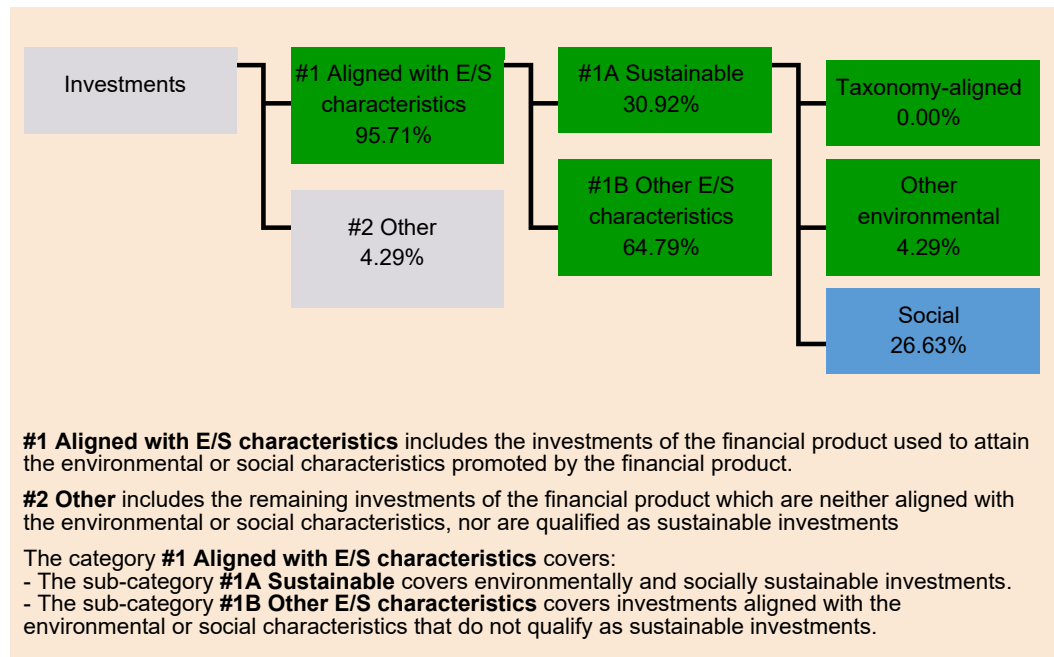 Investments
#1 Aligned with E/S
characteristics
95.71%
#2 Other
4.29%
#1A Sustainable
30.92%
#1B Other E/S
characteristics
64.79%
Taxonomy-aligned
0.00%
Other
environmental
4.29%
Social
26.63%
#1 Aligned with E/S characteristics includes the investments of the financial product used to attain
the environmental or social characteristics promoted by the financial product.
#2 Other includes the remaining investments of the financial product which are neither aligned with
the environmental or social characteristics, nor are qualified as sustainable investments
The category #1 Aligned with E/S characteristics covers:
- The sub-category #1A Sustainable covers environmentally and socially sustainable investments.
- The sub-category #1B Other E/S characteristics covers investments aligned with the
environmental or social characteristics that do not qualify as sustainable investments.